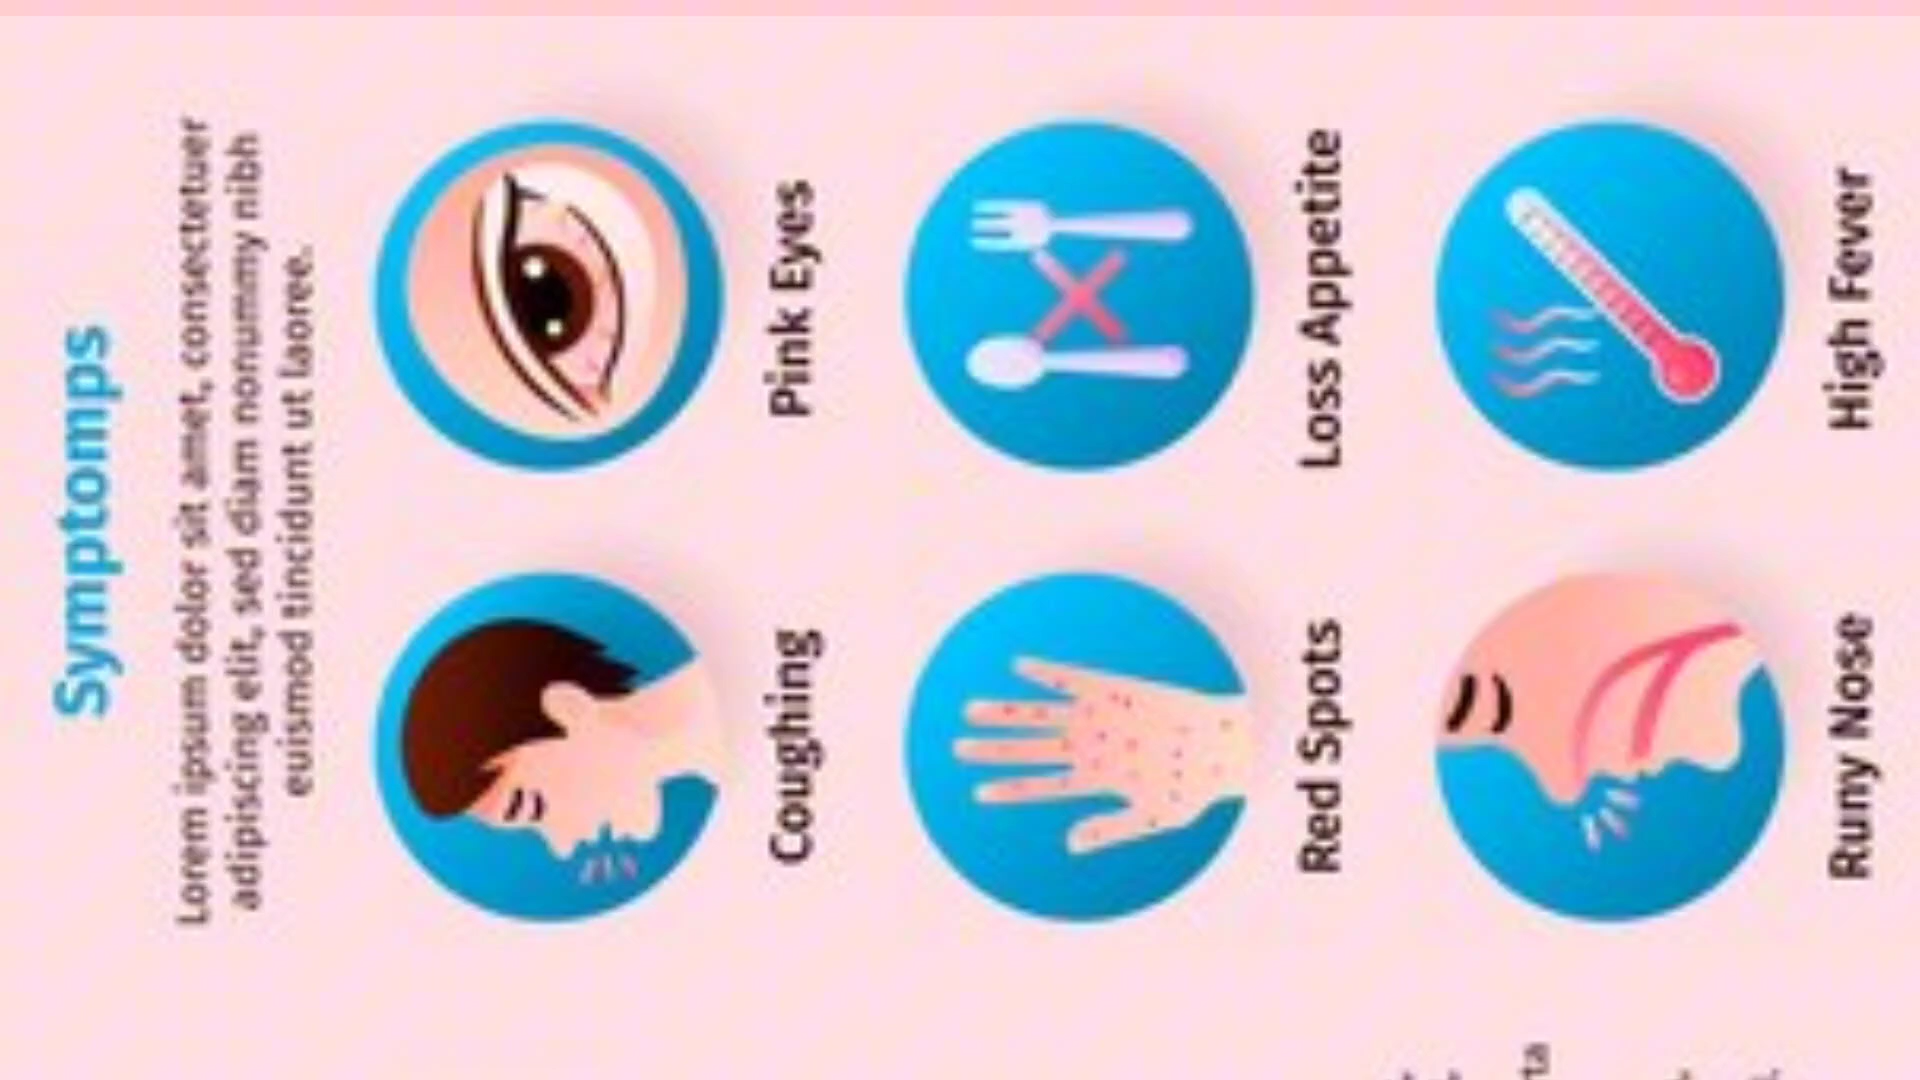 Symptomps
Lorem ipsum dolor sit amet, consectetuer
adipiscing elit, sed diam nonummy nibh
euismod tincidunt ut laoree.
Coughing
Pink Eyes
Red Spots
Loss Appetite
Runy Nose
High Fever